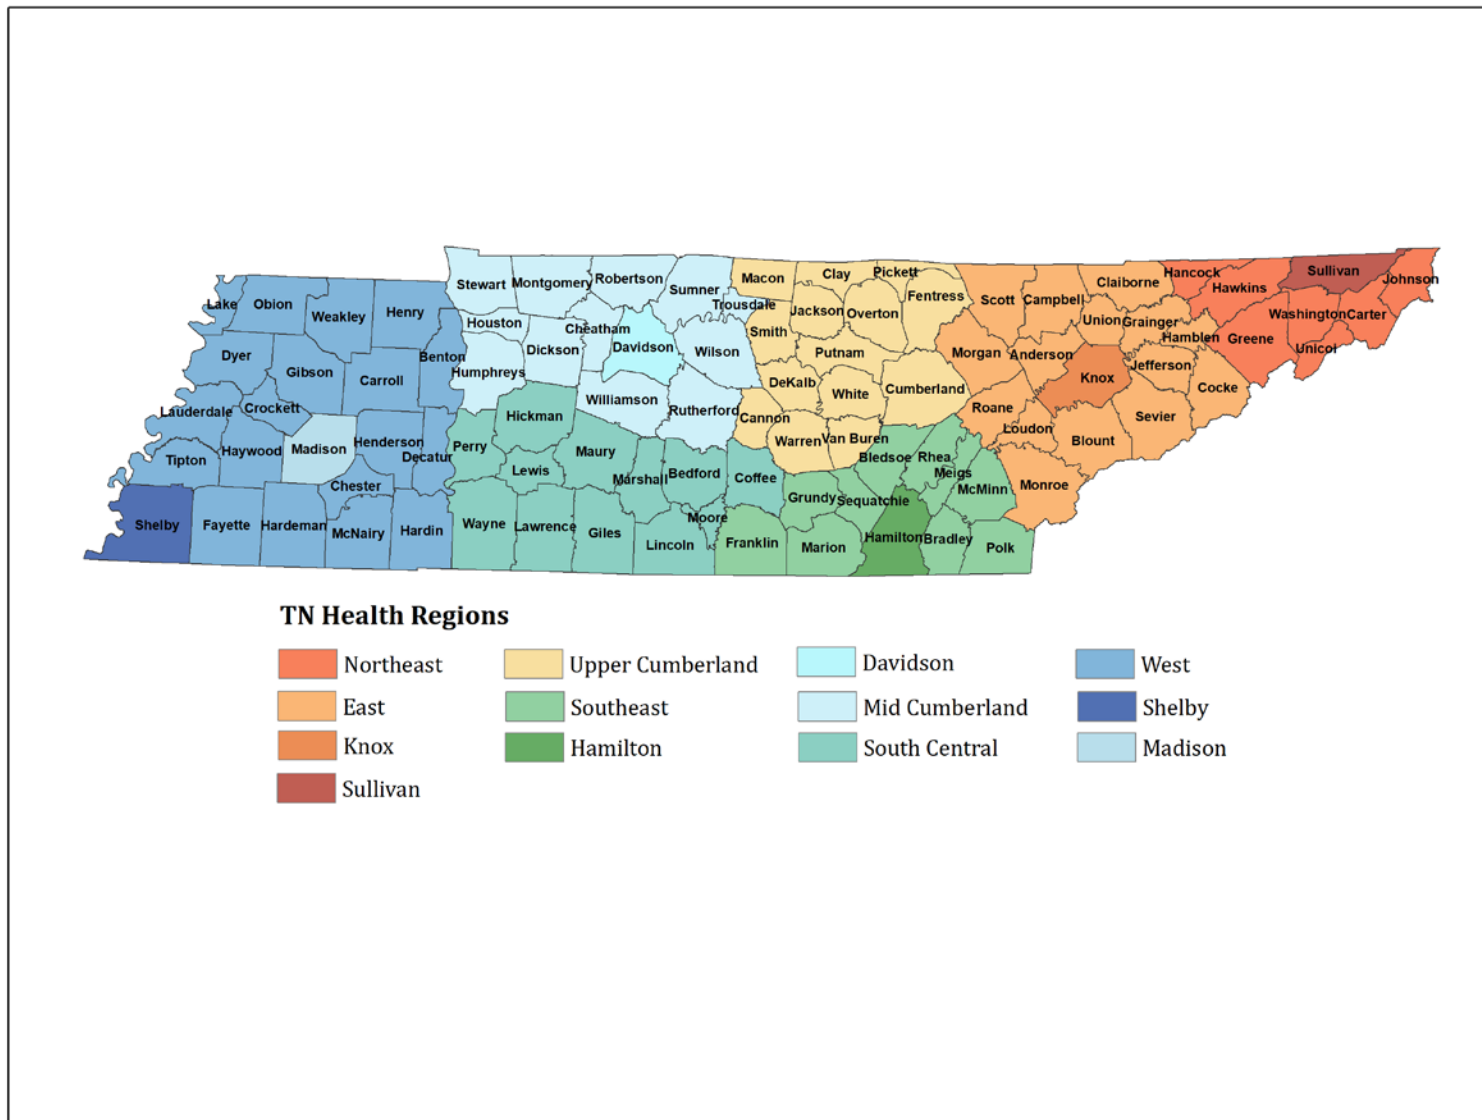 Stewart Montgomery Robertson Sumner Macon Clay Pickett Fentress Scott Campbell Claiborne Hancock Hawkins Sullivan Johnson
Lake Obion Weakley Henry Houston Cheatham Trousdale Smith Jackson Overton Union Grainger Hamblen Greene Washington Carter Unicoi
Dyer Gibson Carroll Benton Humphreys Dickson Davidson Wilson Putnam Morgan Anderson Knox Jefferson Cocke
Lauderdale Crockett Williamson Rutherford DeKalb White Cumberland Roane Loudon Blount Sevier
Tipton Haywood Madison Henderson Decatur Perry Hickman Maury Cannon Warren Van Buren Bledsoe Rhea Meigs McMinn Monroe
Chester Lewis Marshall Bedford Coffee Grundy Sequatchie
Shelby Fayette Hardeman McNairy Hardin Wayne Lawrence Giles Lincoln Moore Franklin Marion Hamilton Bradley Polk
TN Health Regions
Northeast Upper Cumberland Davidson West
East Southeast Mid Cumberland Shelby
Knox Hamilton South Central Madison
Sullivan